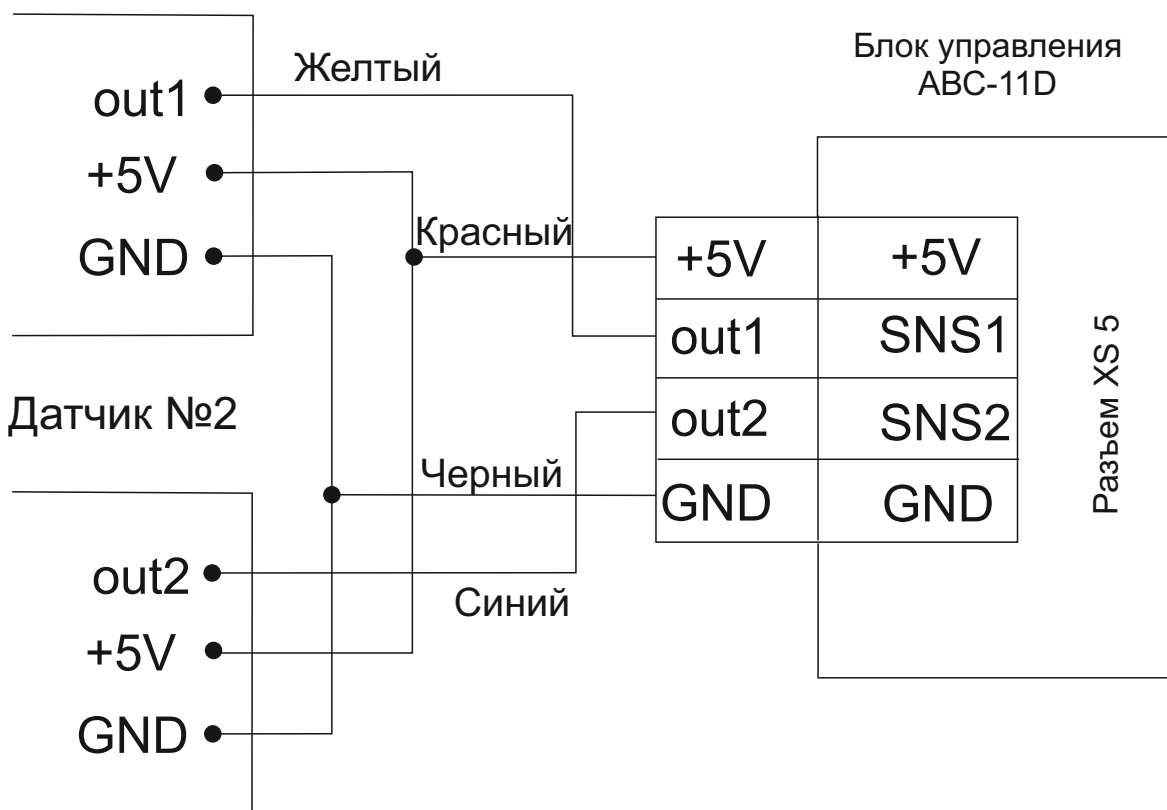 Желтый
out1
+5V
GND
Датчик №2
out2
+5V
GND
Красный
Черный
Синий
Блок управления
АВС-11D
+5V +5V
out1 SNS1
out2 SNS2
GND GND
Разъем XS 5